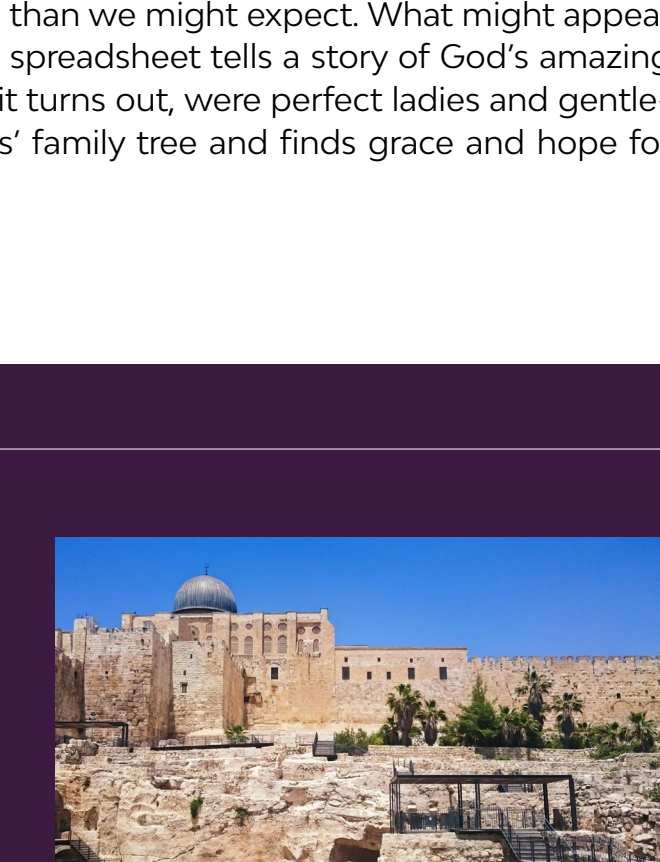 than we might expect. What might appea
spreadsheet tells a story of God's amazing
it turns out, were perfect ladies and gentle-
s' family tree and finds grace and hope fo